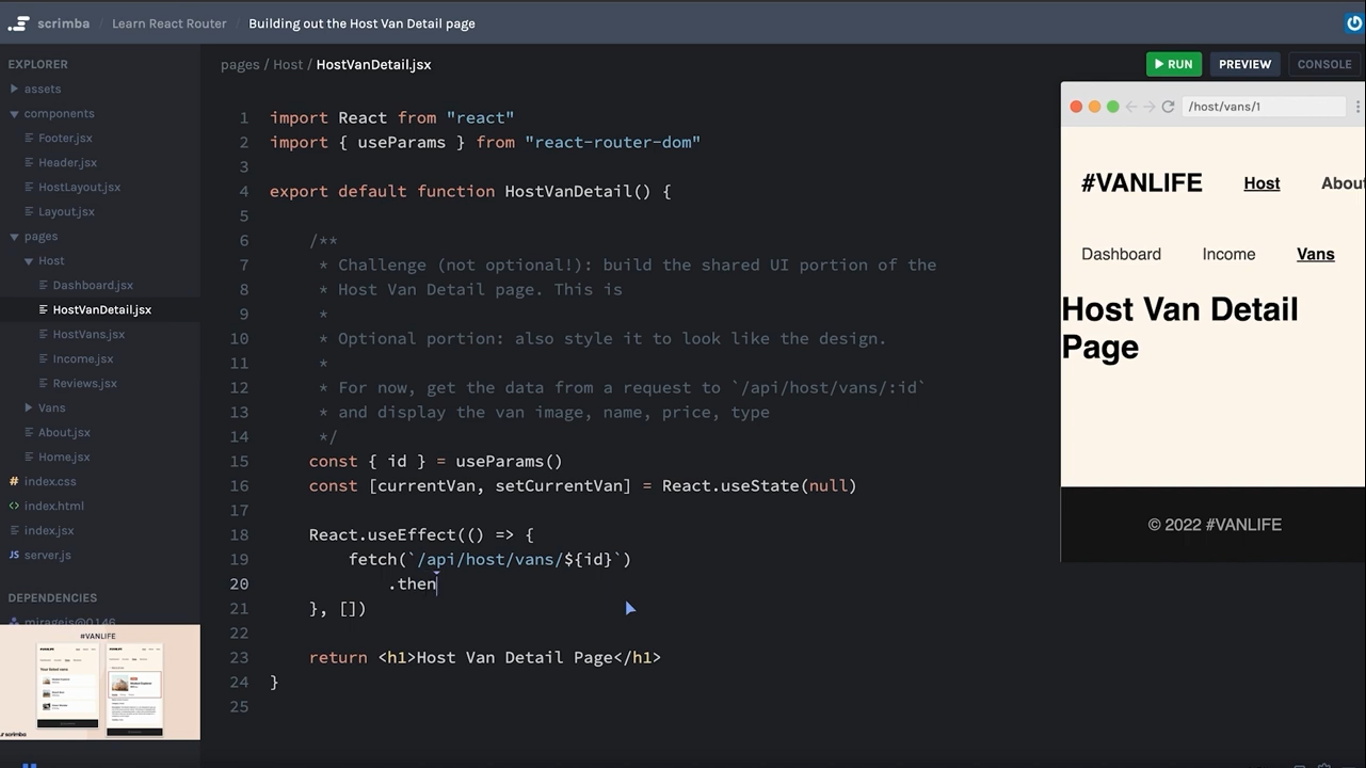 scrimba / Learn React Router / Building out the Host Van Detail page
EXPLORER
assets
components
Footer.jsx
Header.jsx
HostLayout.jsx
Layout.jsx
pages
Host
Dashboard.jsx
HostVanDetail.jsx
HostVans.jsx
Income.jsx
Reviews.jsx
Vans
About.jsx
Home.jsx
# index.css
<> index.html
index.jsx
JS server.js
DEPENDENCIES
miragejs@0.1.46
#VANLIFE
scrimba
pages / Host / HostVanDetail.jsx
RUN PREVIEW CONSOLE
1 import React from "react"
2 import { useParams } from "react-router-dom"
3
4 export default function HostVanDetail() {
5
6 /**
7 * Challenge (not optional!): build the shared UI portion of the
8 * Host Van Detail page. This is
9 *
10 * Optional portion: also style it to look like the design.
11 *
12 * For now, get the data from a request to `/api/host/vans/:id`
13 * and display the van image, name, price, type
14 */
15 const { id } = useParams()
16 const [currentVan, setCurrentVan] = React.useState(null)
17
18 React.useEffect(() => {
19 fetch(`/api/host/vans/${id}`)
20 .then
21 }, [])
22
23 return <h1>Host Van Detail Page</h1>
24 }
25
/host/vans/1
#VANLIFE Host Abou
Dashboard Income Vans
Host Van Detail
Page
© 2022 #VANLIFE